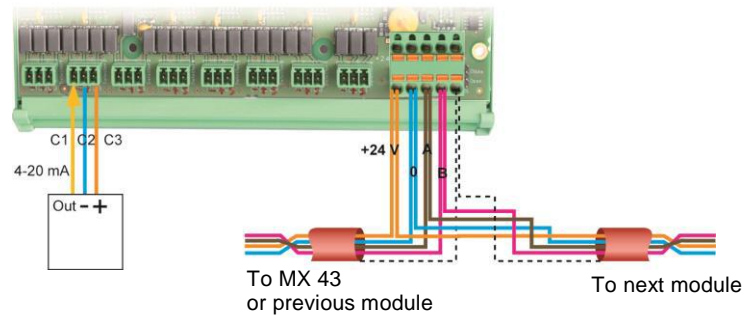 C1 C2 C3
4-20 mA
Out - +
+24 V
0
A
B
To MX 43
or previous module
To next module